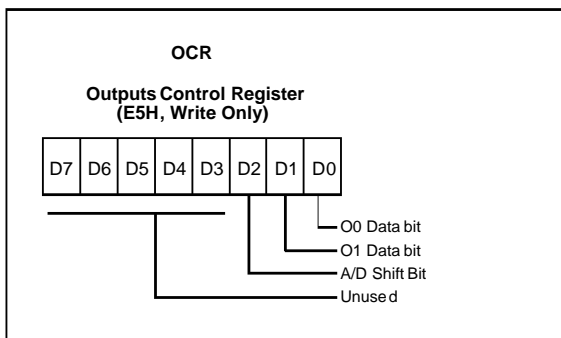 OCR
Outputs Control Register
(E5H, Write Only)
D7 D6 D5 D4 D3 D2 D1 D0
O0 Data bit
O1 Data bit
A/D Shift Bit
Unused